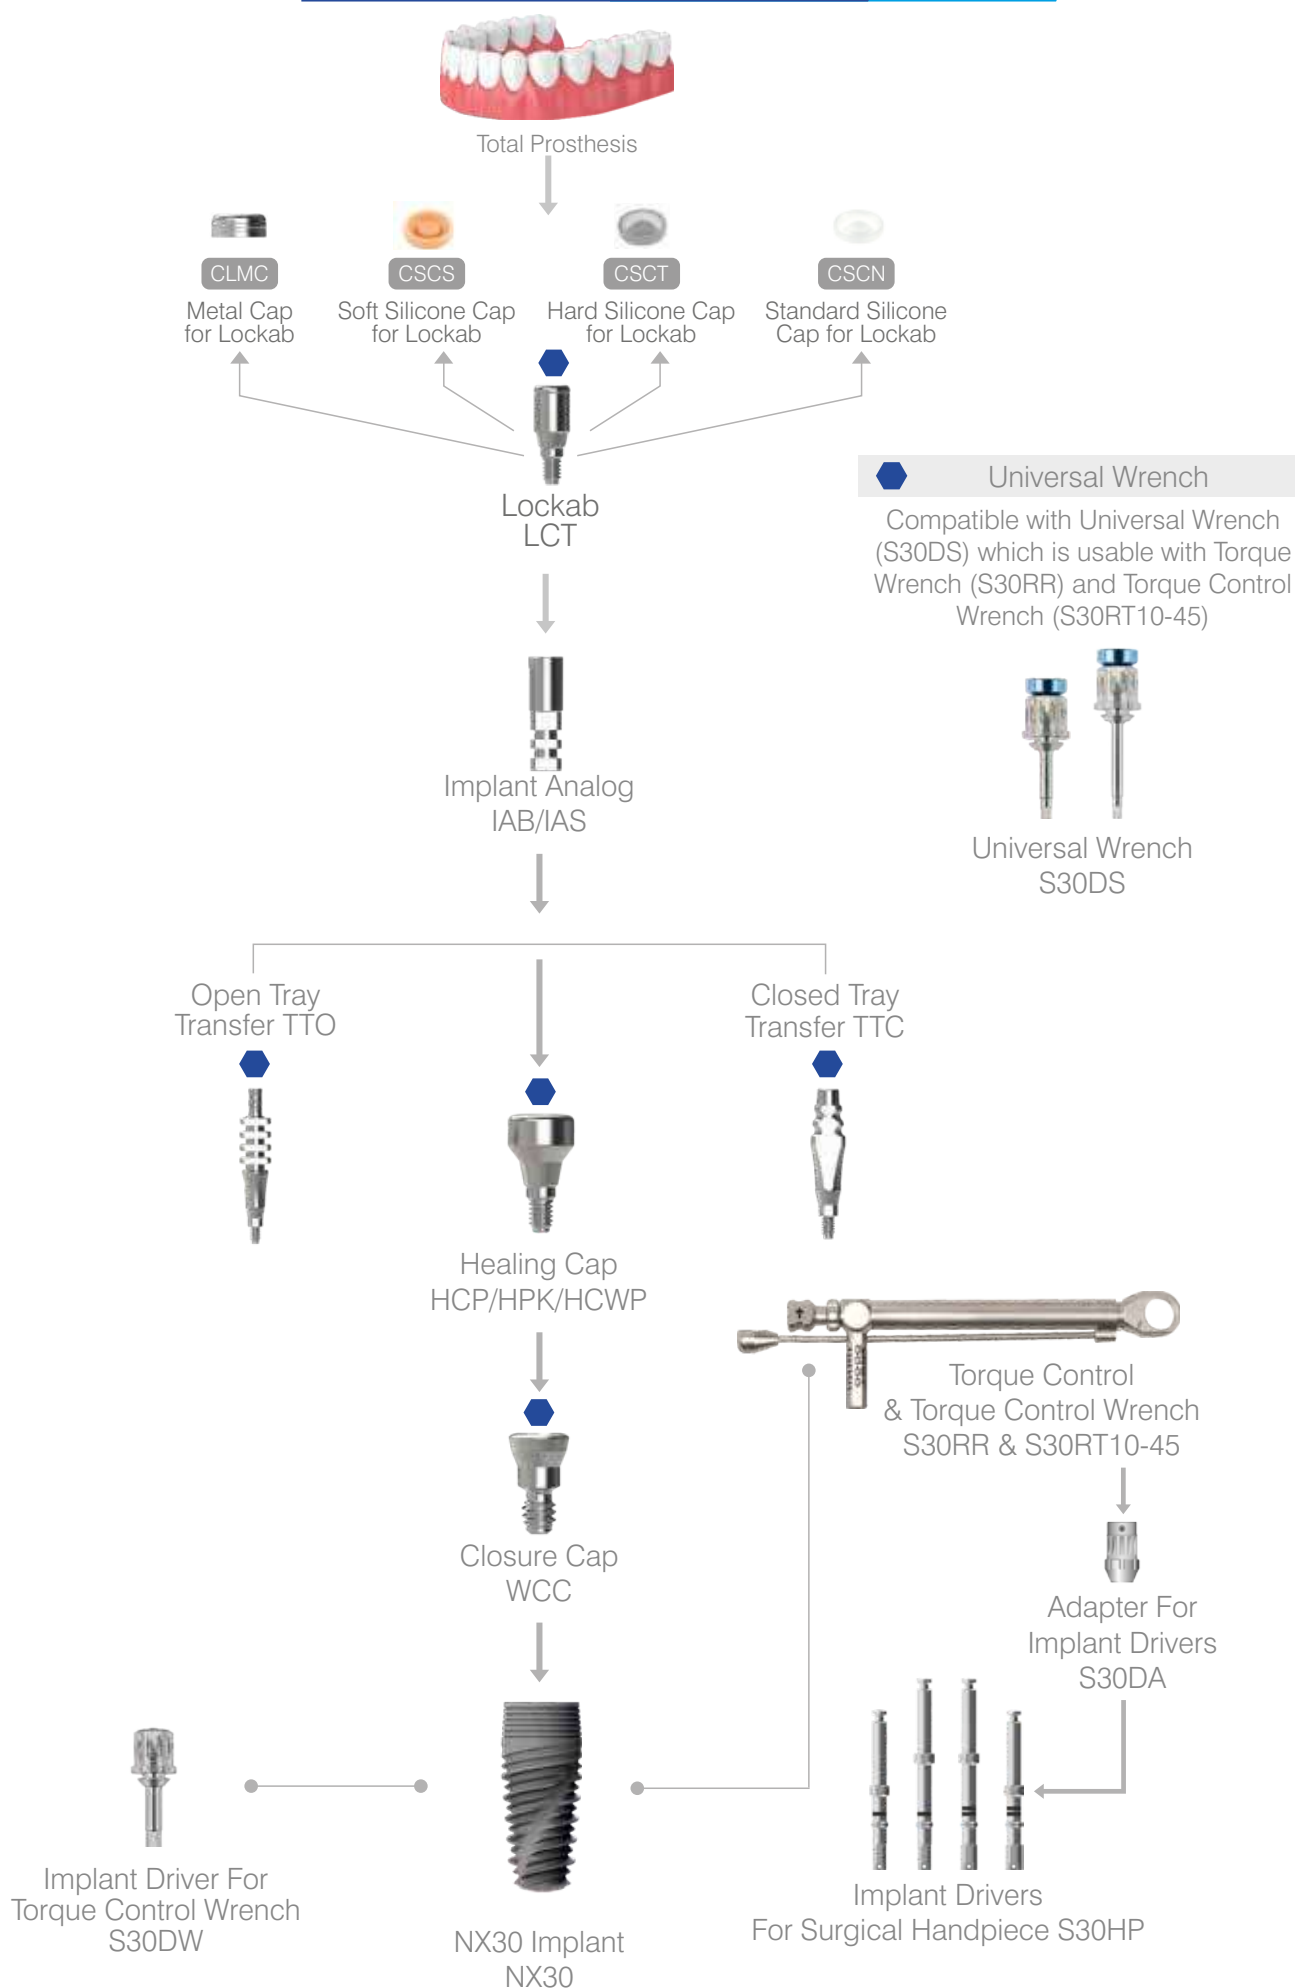 Total Prosthesis
CLMC
Metal Cap
for Lockab
CSCS
Soft Silicone Cap
for Lockab
CSCT
Hard Silicone Cap
for Lockab
CSCN
Standard Silicone
Cap for Lockab
Lockab
LCT
Universal Wrench
Compatible with Universal Wrench
(S30DS) which is usable with Torque
Wrench (S30RR) and Torque Control
Wrench (S30RT10-45)
Universal Wrench
S30DS
Implant Analog
IAB/IAS
Open Tray
Transfer TTO
Closed Tray
Transfer TTC
Healing Cap
HCP/HPK/HCWP
Torque Control
& Torque Control Wrench
S30RR & S30RT10-45
Closure Cap
WCC
Adapter For
Implant Drivers
S30DA
Implant Driver For
Torque Control Wrench
S30DW
NX30 Implant
NX30
Implant Drivers
For Surgical Handpiece S30HP